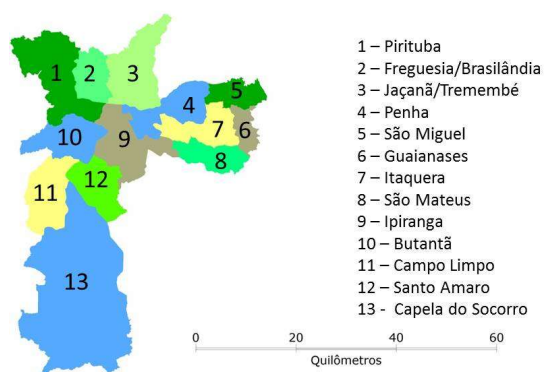 1
2
3
4
5
6
7
8
9
10
11
12
13
1 – Pirituba
2 – Freguesia/Brasilândia
3 – Jaçanã/Tremembé
4 – Penha
5 – São Miguel
6 – Guaianases
7 – Itaquera
8 – São Mateus
9 – Ipiranga
10 – Butantã
11 – Campo Limpo
12 – Santo Amaro
13 - Capela do Socorro
0 20 40 60
Quilômetros